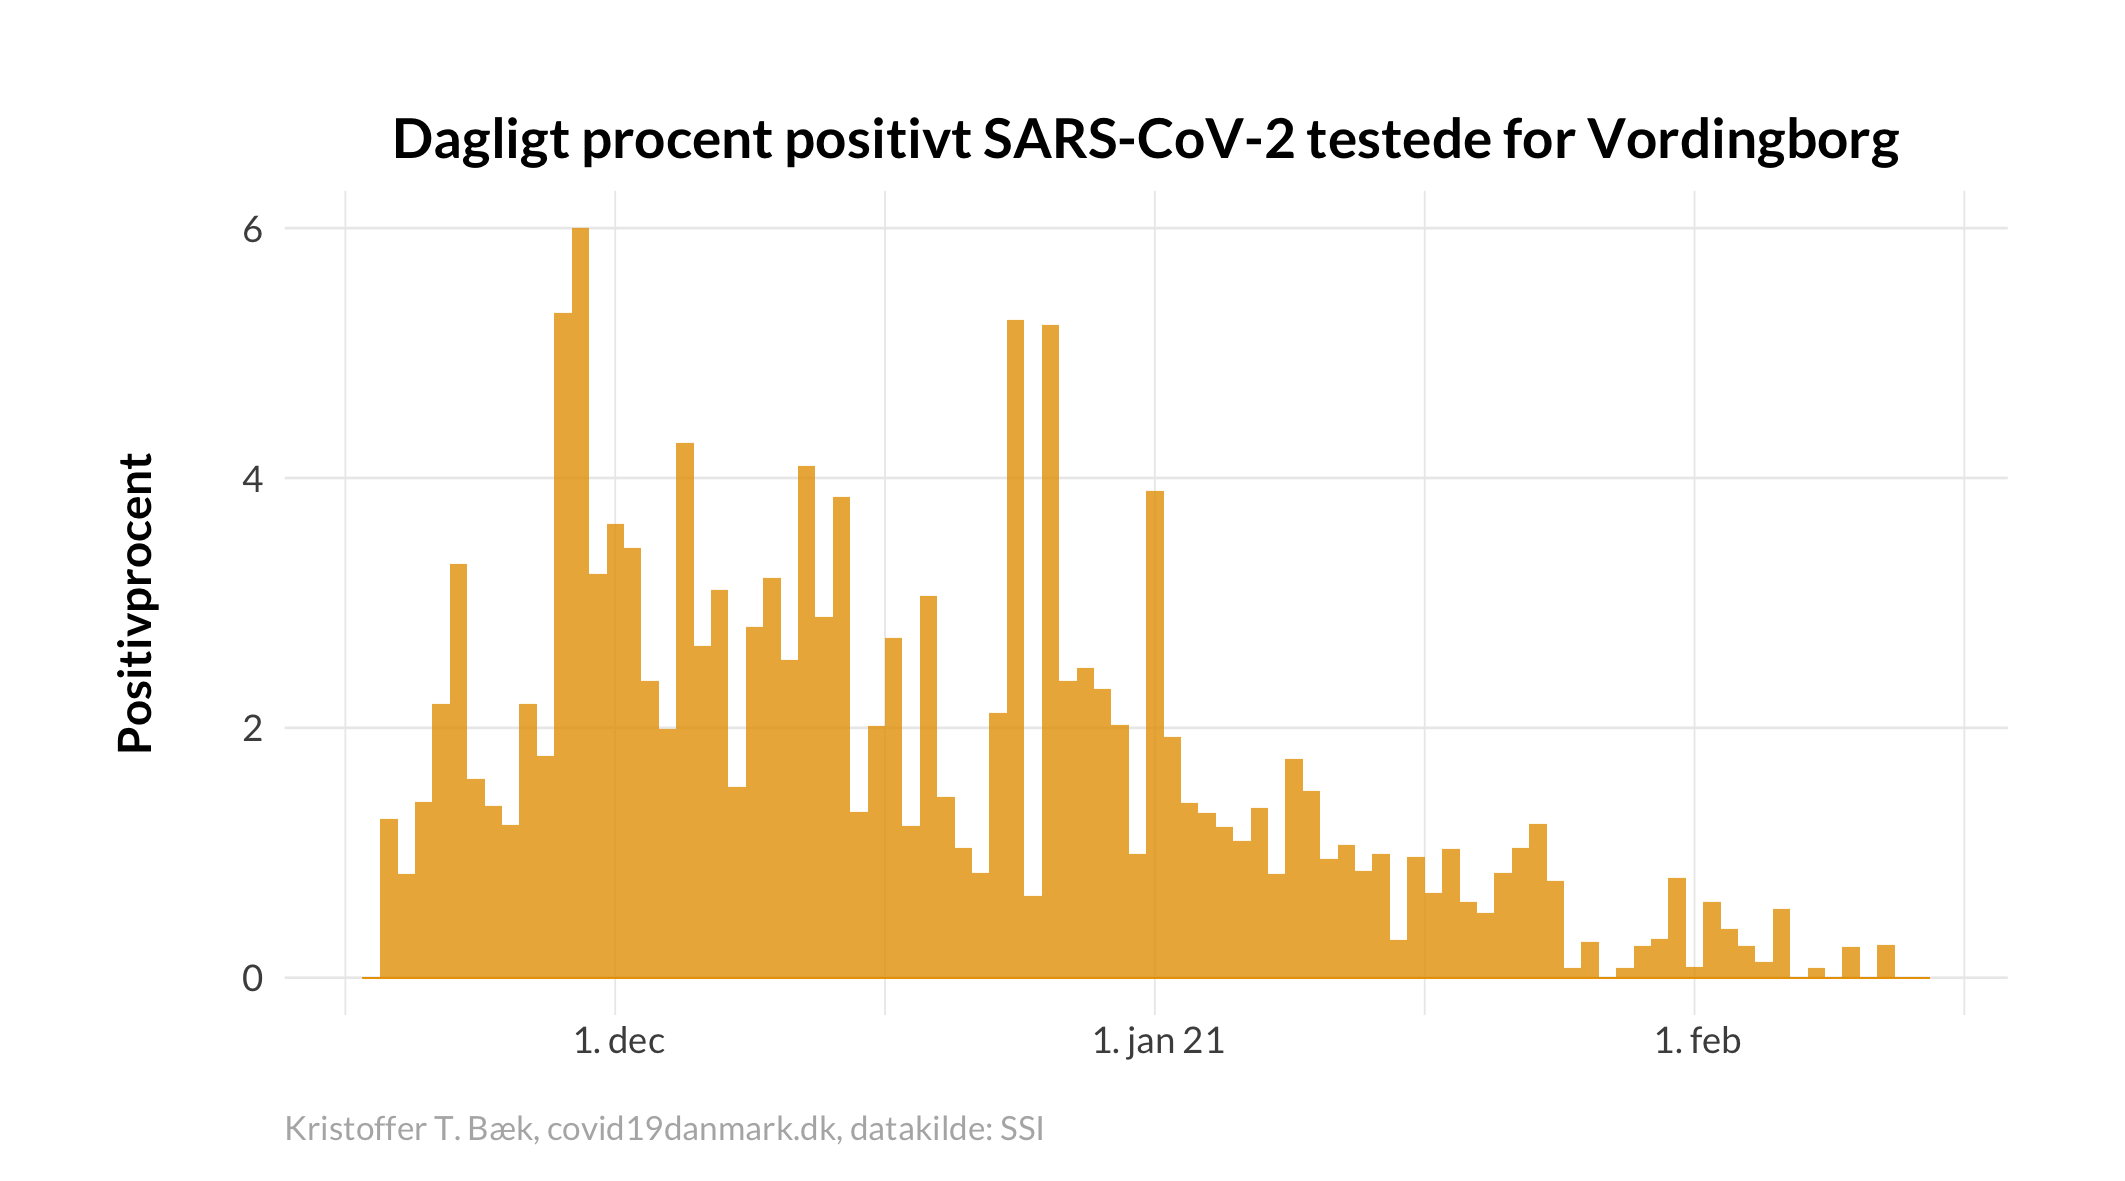 Dagligt procent positivt SARS-CoV-2 testede for Vordingborg
Positivprocent
6
4
2
0
1. dec
1. jan 21
1. feb
Kristoffer T. Bæk, covid19danmark.dk, datakilde: SSI